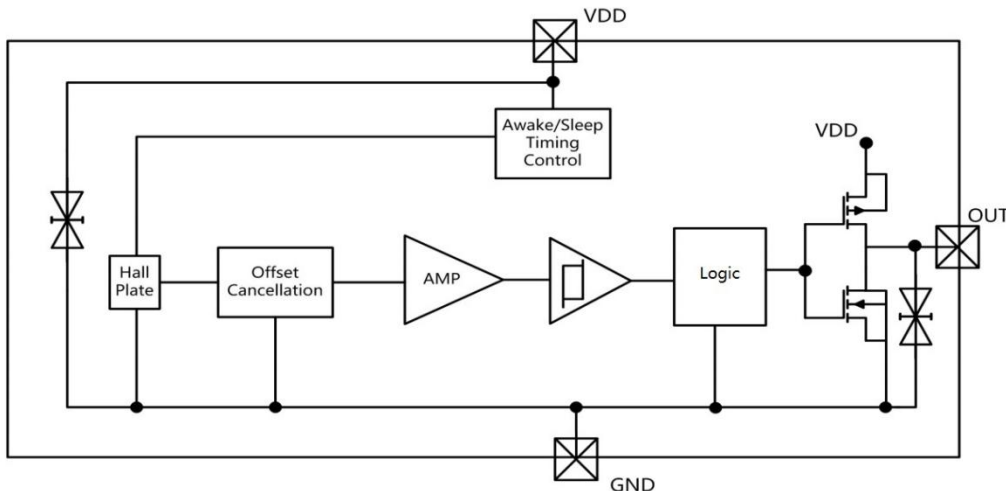 VDD
Awake/Sleep
Timing
Control
VDD
OUT
Hall
Plate
Offset
Cancellation
AMP
Logic
GND